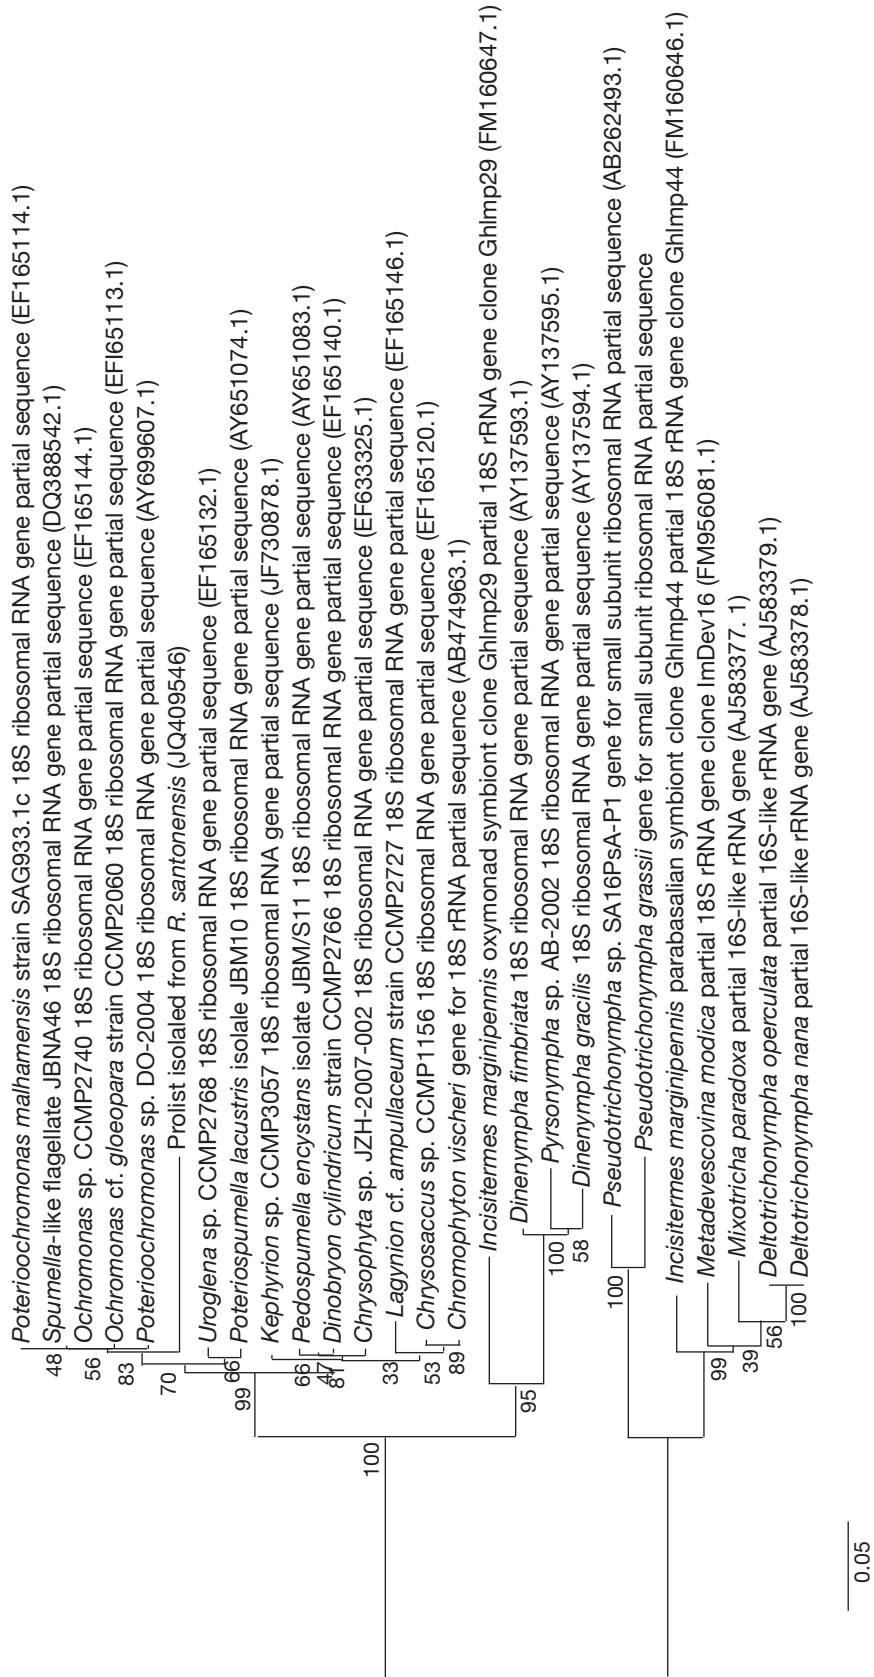 Poterioochromonas malhamensis strain SAG933.1c 18S ribosomal RNA gene partial sequence (EF165114.1)
Spumella-like flagellate JBNA46 18S ribosomal RNA gene partial sequence (DQ388542.1)
Ochromonas sp. CCMP2740 18S ribosomal RNA gene partial sequence (EF165144.1)
Ochromonas cf. gloeopara strain CCMP2060 18S ribosomal RNA gene partial sequence (EFI65113.1)
Poterioochromonas sp. DO-2004 18S ribosomal RNA gene partial sequence (AY699607.1)
Prolist isolaled from R. santonensis (JQ409546)
Uroglena sp. CCMP2768 18S ribosomal RNA gene partial sequence (EF165132.1)
Poteriospumella lacustris isolale JBM10 18S ribosomal RNA gene partial sequence (AY651074.1)
Kephyrion sp. CCMP3057 18S ribosomal RNA gene partial sequence (JF730878.1)
Pedospumella encystans isolate JBM/S11 18S ribosomal RNA gene partial sequence (AY651083.1)
Dinobryon cylindricum strain CCMP2766 18S ribosomal RNA gene partial sequence (EF165140.1)
Chrysophyta sp. JZH-2007-002 18S ribosomal RNA gene partial sequence (EF633325.1)
Lagynion cf. ampullaceum strain CCMP2727 18S ribosomal RNA gene partial sequence (EF165146.1)
Chrysosaccus sp. CCMP1156 18S ribosomal RNA gene partial sequence (EF165120.1)
Chromophyton vischeri gene for 18S rRNA partial sequence (AB474963.1)
Incisitermes marginipennis oxymonad symbiont clone GhImp29 partial 18S rRNA gene clone GhImp29 (FM160647.1)
Dinenympha fimbriata 18S ribosomal RNA gene partial sequence (AY137593.1)
Pyrsonympha sp. AB-2002 18S ribosomal RNA gene partial sequence (AY137595.1)
Dinenympha gracilis 18S ribosomal RNA gene partial sequence (AY137594.1)
Pseudotrichonympha sp. SA16PsA-P1 gene for small subunit ribosomal RNA partial sequence (AB262493.1)
Pseudotrichonympha grassii gene for small subunit ribosomal RNA partial sequence
Incisitermes marginipennis parabasalian symbiont clone GhImp44 partial 18S rRNA gene clone GhImp44 (FM160646.1)
Metadevescovina modica partial 18S rRNA gene clone ImDev16 (FM956081.1)
Mixotricha paradoxa partial 16S-like rRNA gene (AJ583377. 1)
Deltotrichonympha operculata partial 16S-like rRNA gene (AJ583379.1)
Deltotrichonympha nana partial 16S-like rRNA gene (AJ583378.1)
48
56
83
70
66
99
66
47
81
33
53
89
100
95
100
58
100
99
39
56
100
0.05